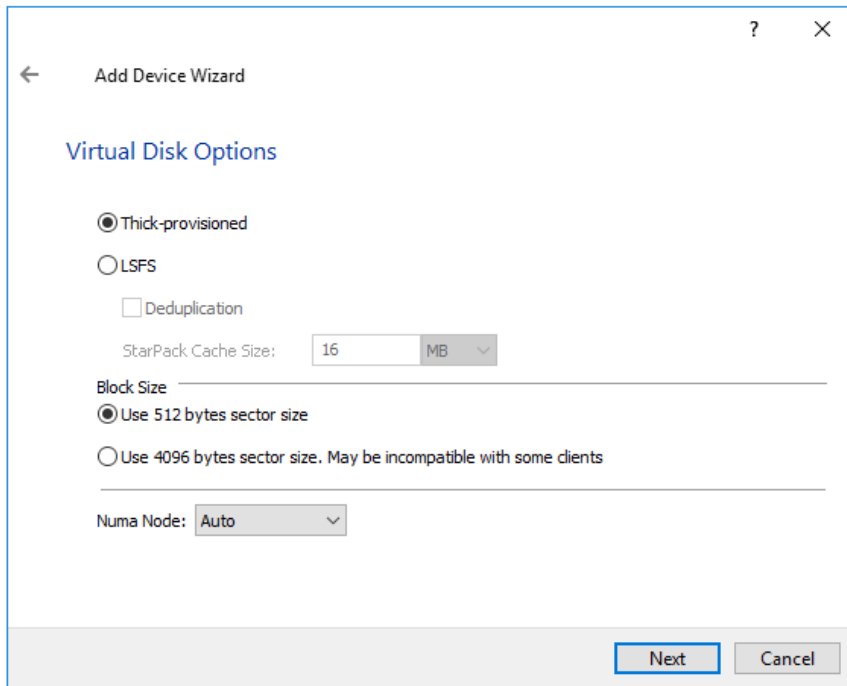 ?
Add Device Wizard
Virtual Disk Options
Thick-provisioned
LSFS
Deduplication
StarPack Cache Size: 16 MB
Block Size
Use 512 bytes sector size
Use 4096 bytes sector size. May be incompatible with some clients
Numa Node: Auto
Next Cancel